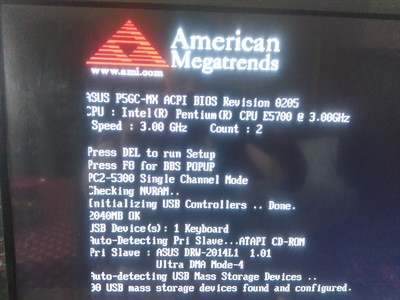 American
Megatrends
www.ami.com
ASUS P5GC-MX ACPI BIOS Revision 0205
CPU : Intel(R) Pentium(R) CPU E5700 @ 3.00GHz
Speed : 3.00 GHz Count : 2
Press DEL to run Setup
Press F8 for BBS POPUP
PC2-5300 Single Channel Mode
Checking NVRAM..
Initializing USB Controllers .. Done.
2040MB OK
USB Device(s): 1 Keyboard
Auto-Detecting Pri Slave...ATAPI CD-ROM
Pri Slave : ASUS DRW-2014L1 1.01
Ultra DMA Mode-4
Auto-detecting USB Mass Storage Devices ..
00 USB mass storage devices found and configured.